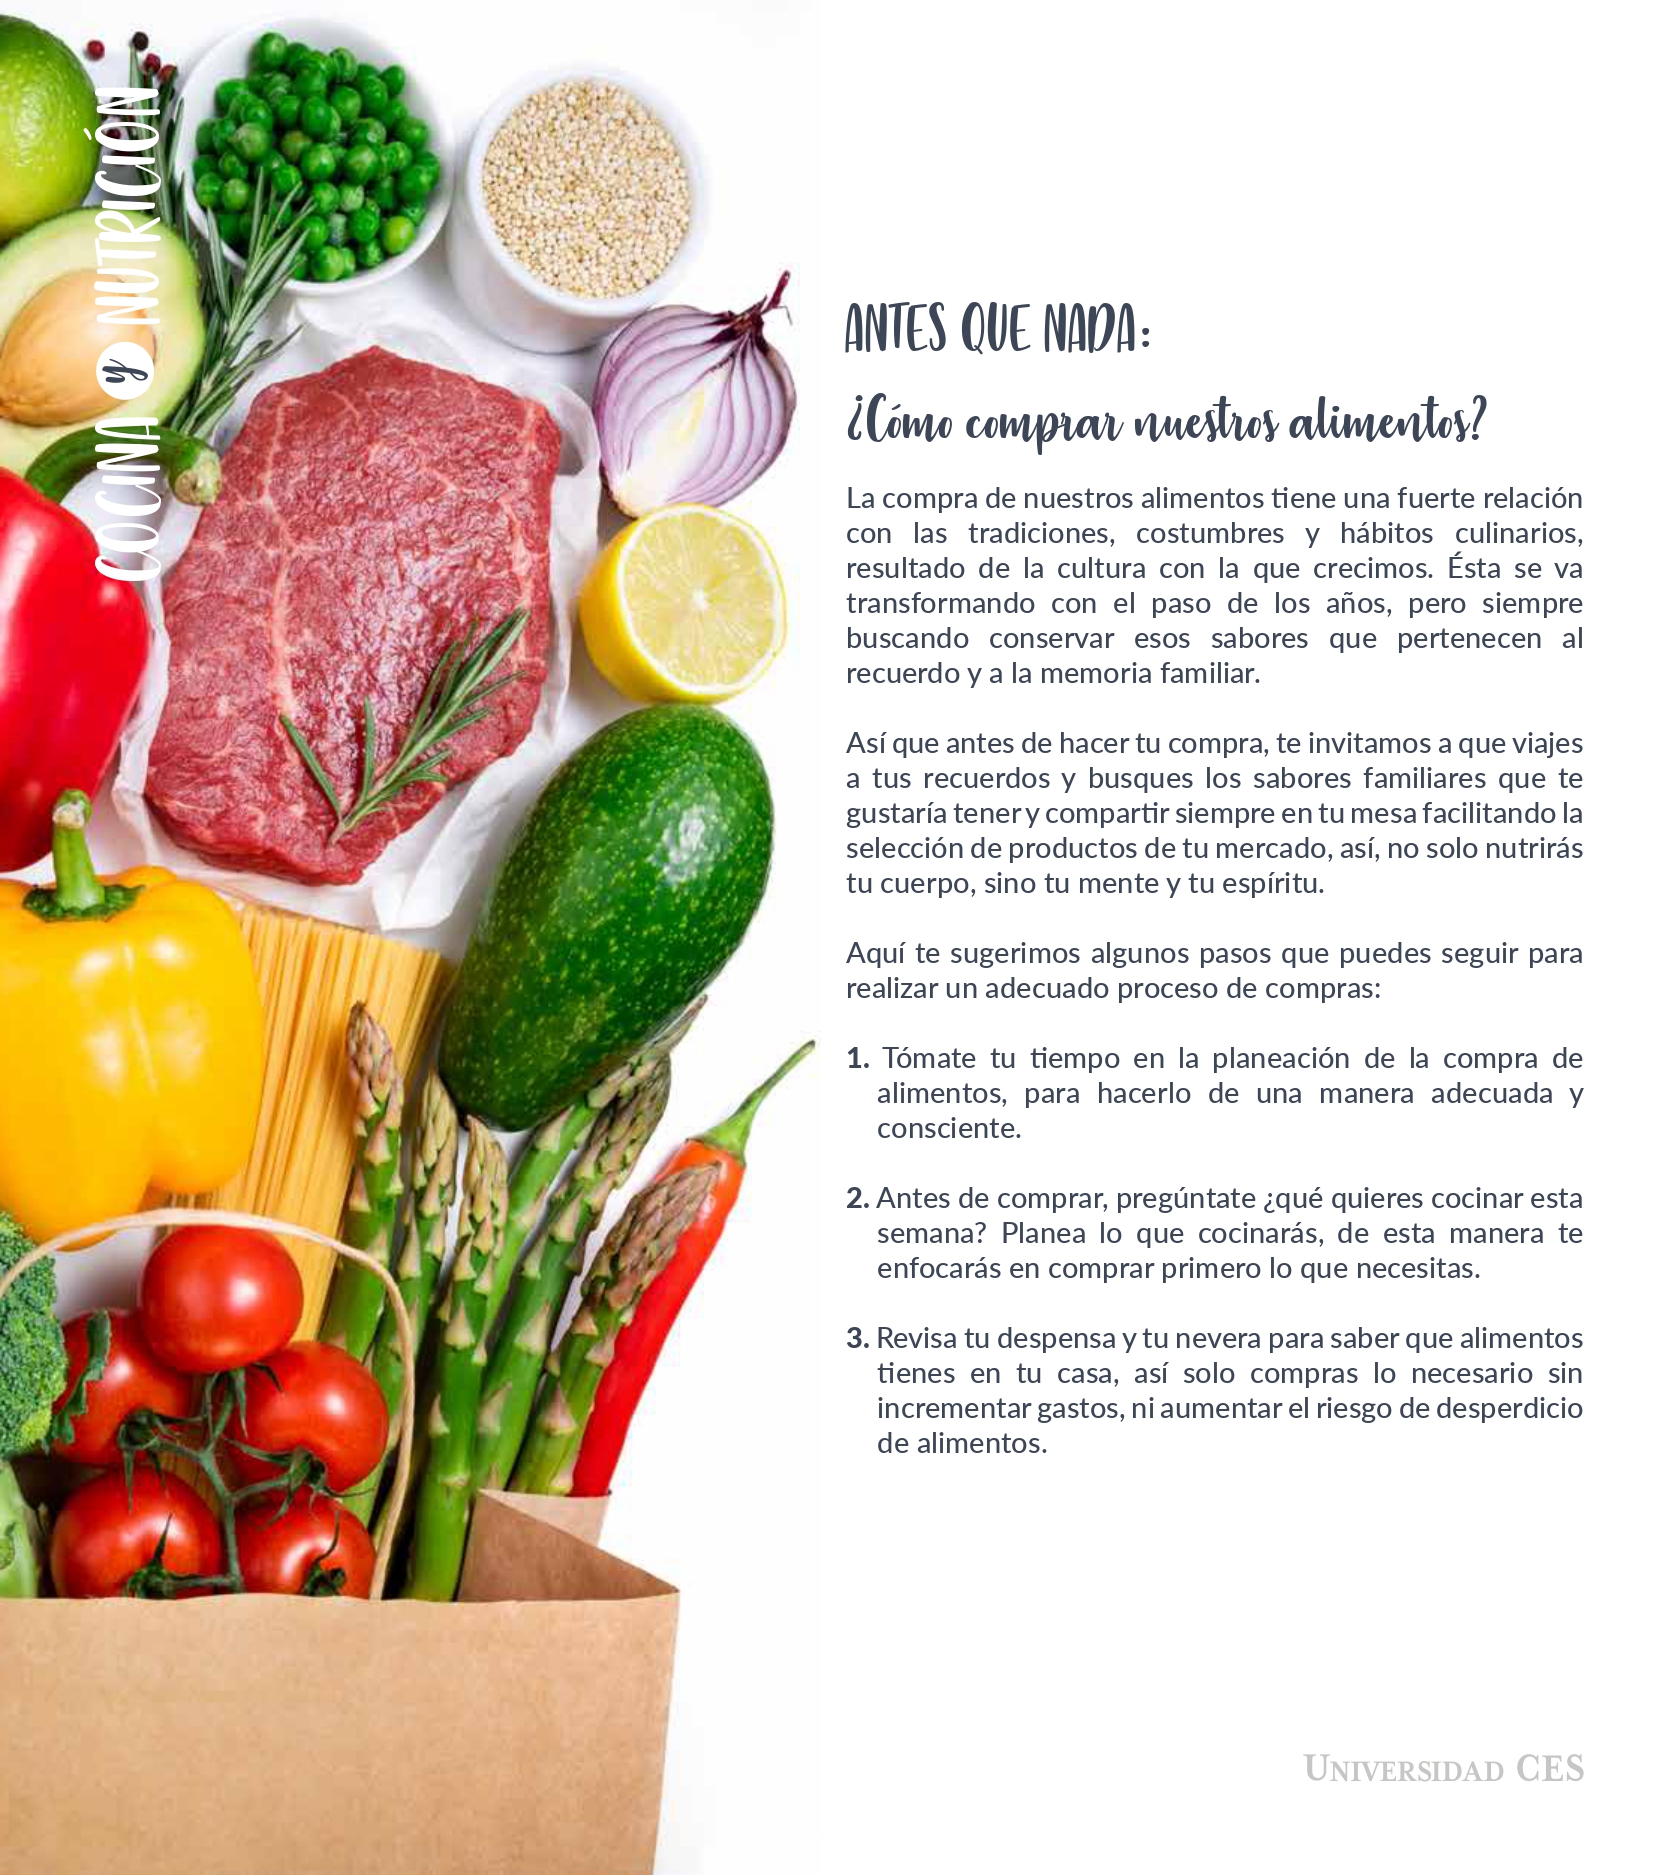 COCINA y NUTRICIÓN
ANTES QUE NADA:
¿Cómo comprar nuestros alimentos?
La compra de nuestros alimentos tiene una fuerte relación
con las tradiciones, costumbres y hábitos culinarios,
resultado de la cultura con la que crecimos. Ésta se va
transformando con el paso de los años, pero siempre
buscando conservar esos sabores que pertenecen al
recuerdo y a la memoria familiar.
Así que antes de hacer tu compra, te invitamos a que viajes
a tus recuerdos y busques los sabores familiares que te
gustaría tener y compartir siempre en tu mesa facilitando la
selección de productos de tu mercado, así, no solo nutrirás
tu cuerpo, sino tu mente y tu espíritu.
Aquí te sugerimos algunos pasos que puedes seguir para
realizar un adecuado proceso de compras:
1. Tómate tu tiempo en la planeación de la compra de
alimentos, para hacerlo de una manera adecuada y
consciente.
2. Antes de comprar, pregúntate ¿qué quieres cocinar esta
semana? Planea lo que cocinarás, de esta manera te
enfocarás en comprar primero lo que necesitas.
3. Revisa tu despensa y tu nevera para saber que alimentos
tienes en tu casa, así solo compras lo necesario sin
incrementar gastos, ni aumentar el riesgo de desperdicio
de alimentos.
UNIVERSIDAD CES